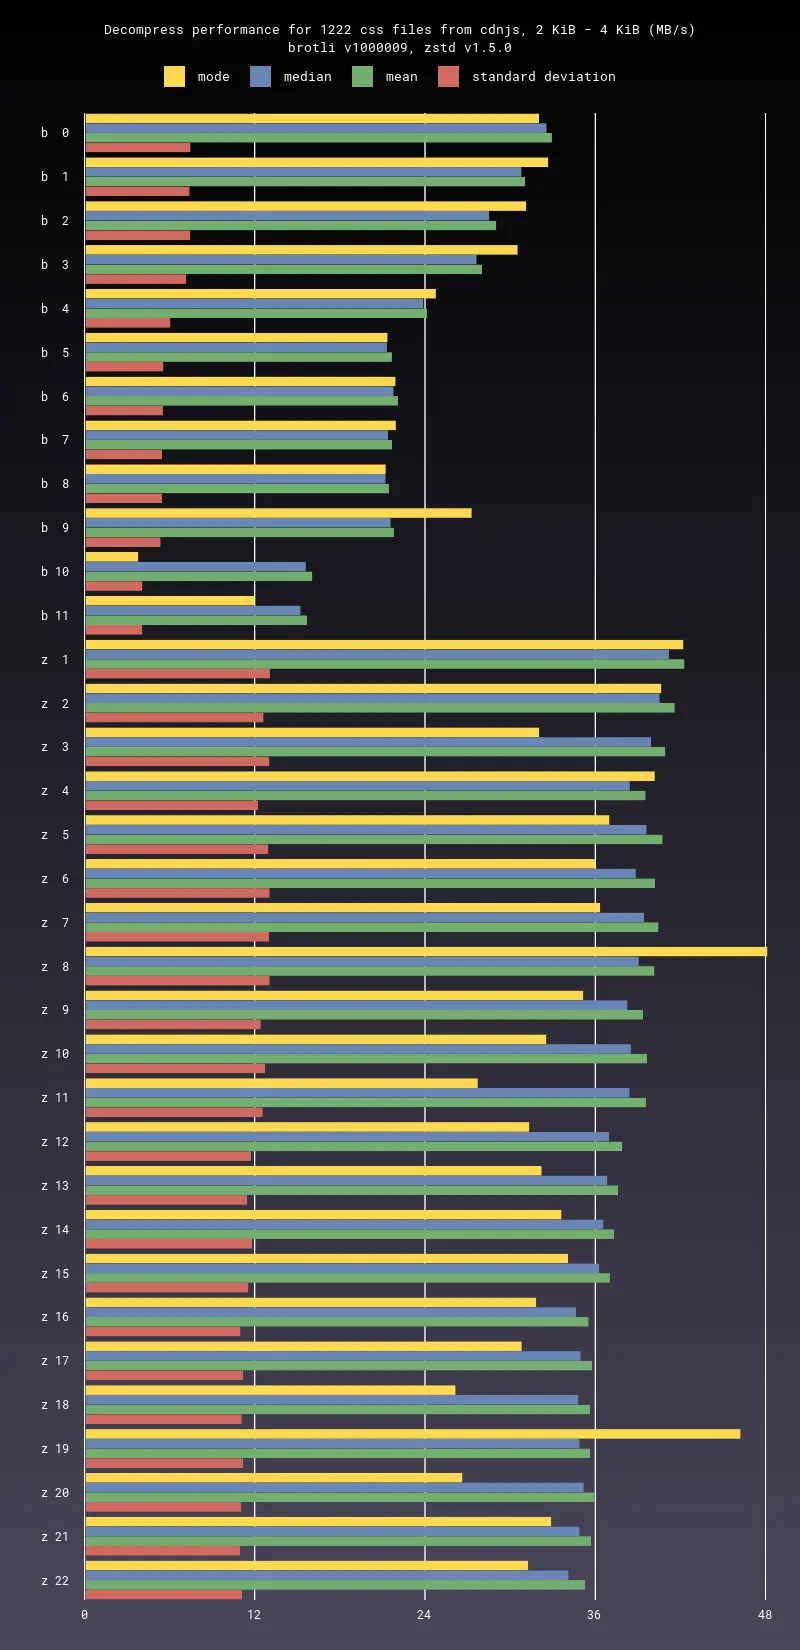 Decompress performance for 1222 css files from cdnjs, 2 KiB - 4 KiB (MB/s)
brotli v1000009, zstd v1.5.0
mode median mean standard deviation
b 0
b 1
b 2
b 3
b 4
b 5
b 6
b 7
b 8
b 9
b 10
b 11
z 1
z 2
z 3
z 4
z 5
z 6
z 7
z 8
z 9
z 10
z 11
z 12
z 13
z 14
z 15
z 16
z 17
z 18
z 19
z 20
z 21
z 22
0 12 24 36 48